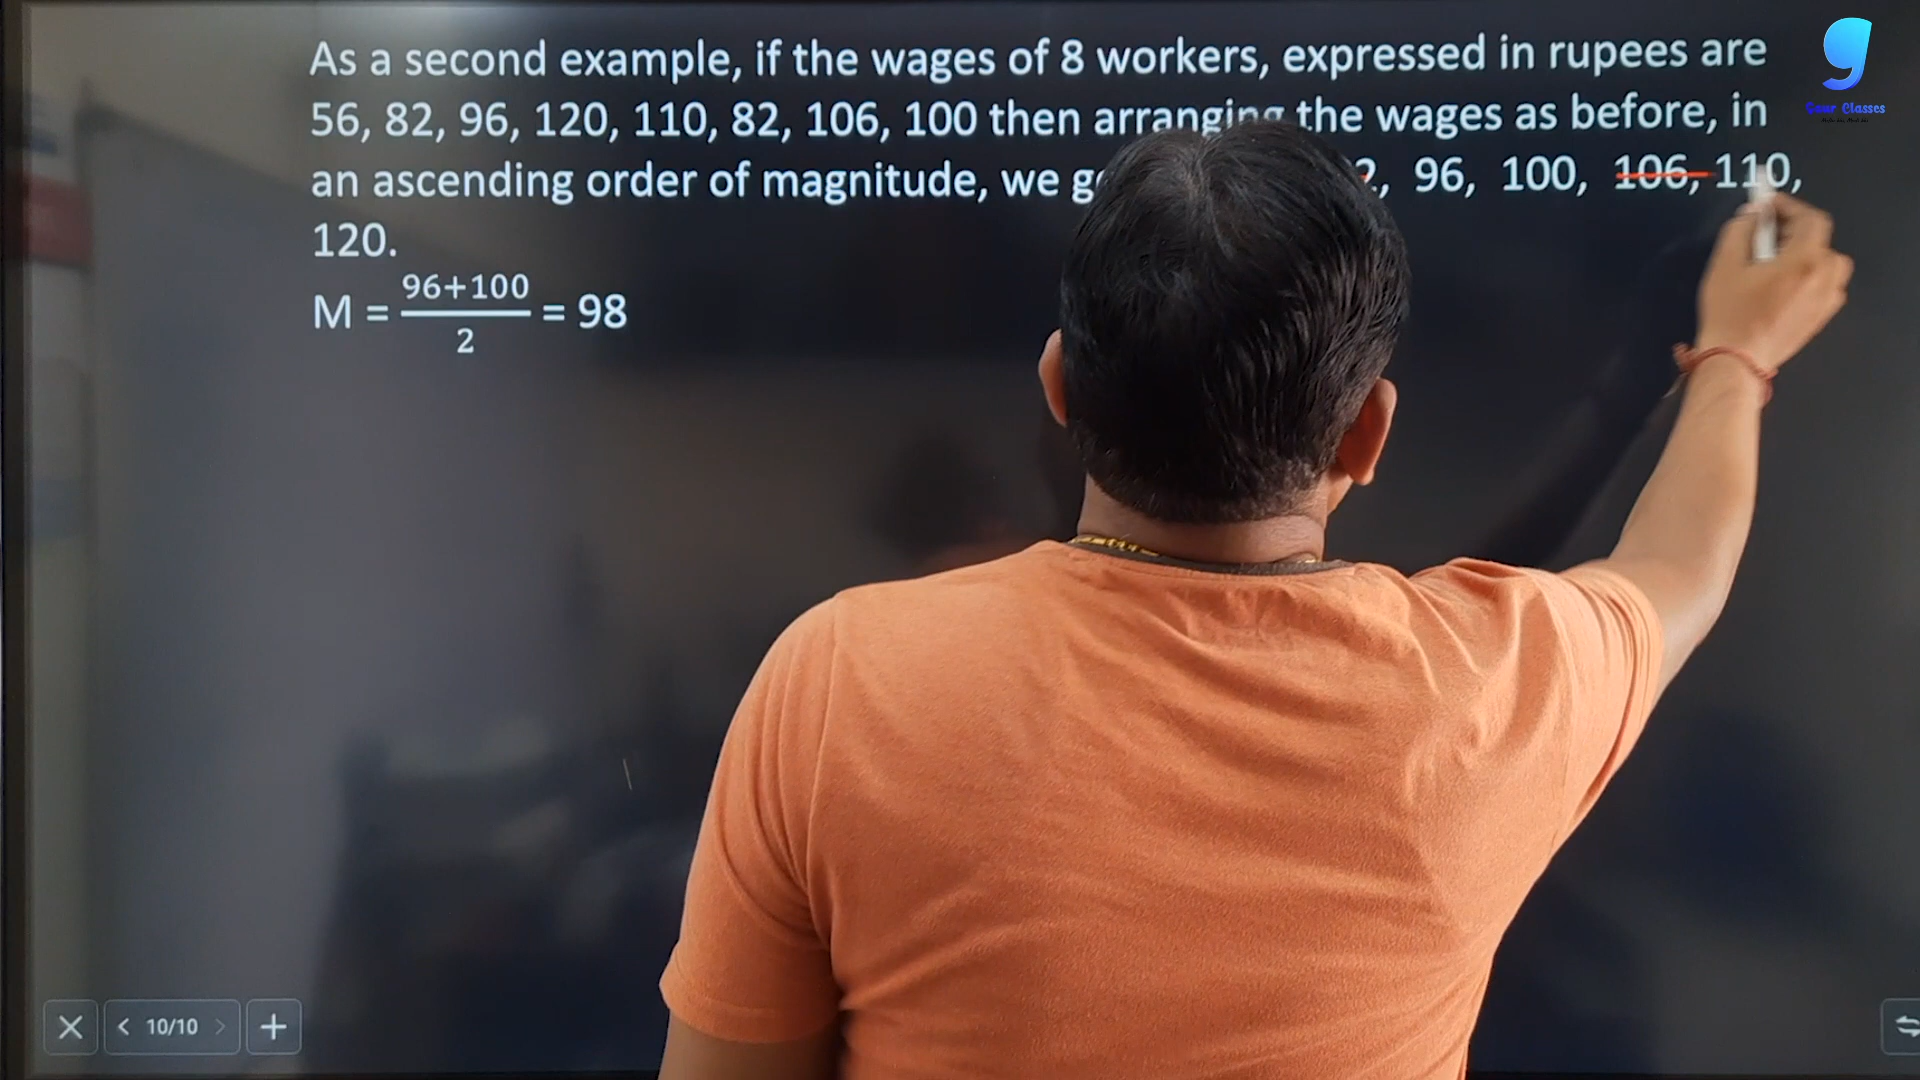 As a second example, if the wages of 8 workers, expressed in rupees are
56, 82, 96, 120, 110, 82, 106, 100 then arranging the wages as before, in
an ascending order of magnitude, we 96, 100, 106, 110,
120.
M = \frac{96+100}{2} = 98
Gaur Classes
10/10